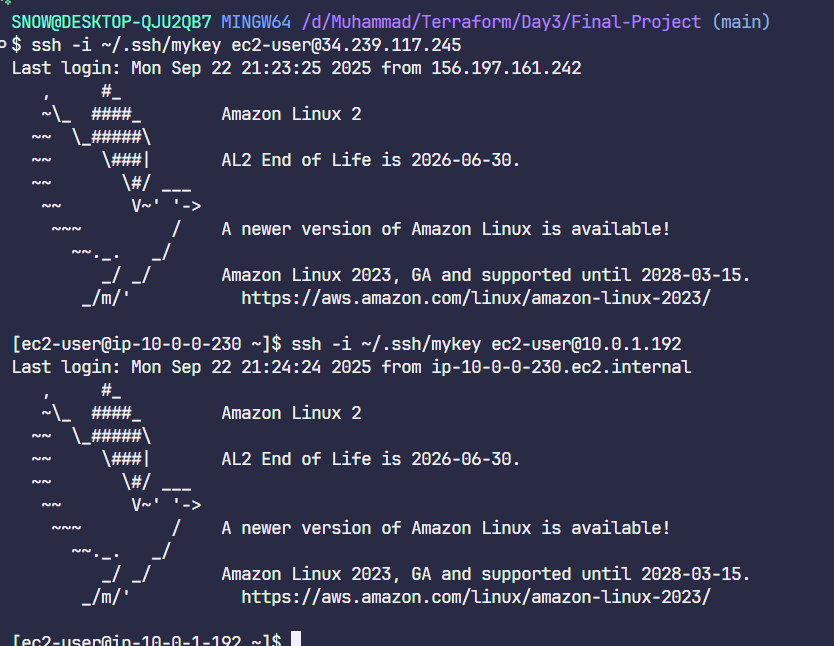 SNOW@DESKTOP-QJU2QB7 MINGW64 /d/Muhammad/Terraform/Day3/Final-Project (main)
$ ssh -i ~/.ssh/mykey ec2-user@34.239.117.245
Last login: Mon Sep 22 21:23:25 2025 from 156.197.161.242
   ,     #_
   ~\_  ####_        Amazon Linux 2
  ~~  \_#####\
  ~~     \###|       AL2 End of Life is 2026-06-30.
  ~~       \#/ ___
   ~~       V~' '->
    ~~~         /    A newer version of Amazon Linux is available!
      ~~._.   _/
         _/ _/       Amazon Linux 2023, GA and supported until 2028-03-15.
       _/m/'           https://aws.amazon.com/linux/amazon-linux-2023/
[ec2-user@ip-10-0-0-230 ~]$ ssh -i ~/.ssh/mykey ec2-user@10.0.1.192
Last login: Mon Sep 22 21:24:24 2025 from ip-10-0-0-230.ec2.internal
   ,     #_
   ~\_  ####_        Amazon Linux 2
  ~~  \_#####\
  ~~     \###|       AL2 End of Life is 2026-06-30.
  ~~       \#/ ___
   ~~       V~' '->
    ~~~         /    A newer version of Amazon Linux is available!
      ~~._.   _/
         _/ _/       Amazon Linux 2023, GA and supported until 2028-03-15.
       _/m/'           https://aws.amazon.com/linux/amazon-linux-2023/
[ec2-user@ip-10-0-1-192 ~]$